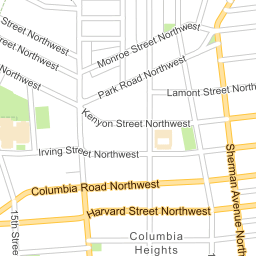 Street Northwest
Monroe Street Northwest
Park Road Northwest
Lamont Street Northwest
Kenyon Street Northwest
Irving Street Northwest
Sherman Avenue North
Columbia Road Northwest
Harvard Street Northwest
15th Street
Columbia
Heights